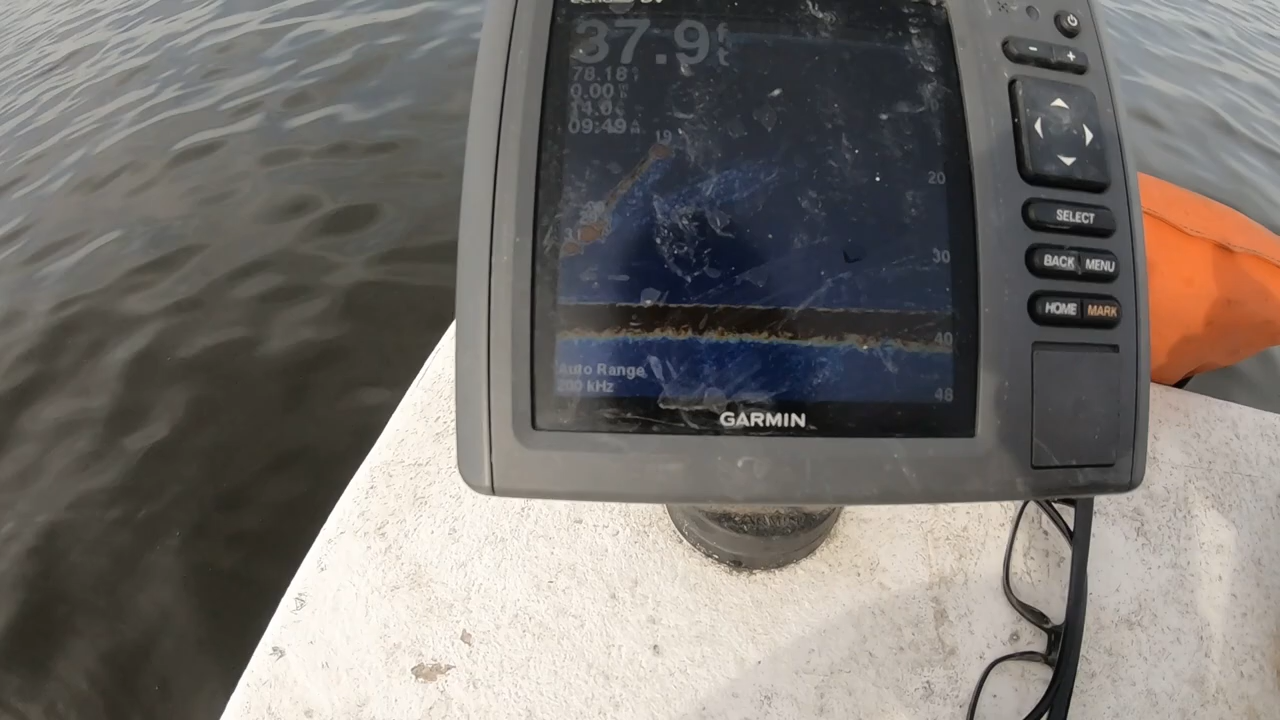 37.9 ft
78.18
0.00
14.0
09:49
19
20
30
40
48
Auto Range
200 kHz
GARMIN
- +
SELECT
BACK MENU
HOME MARK